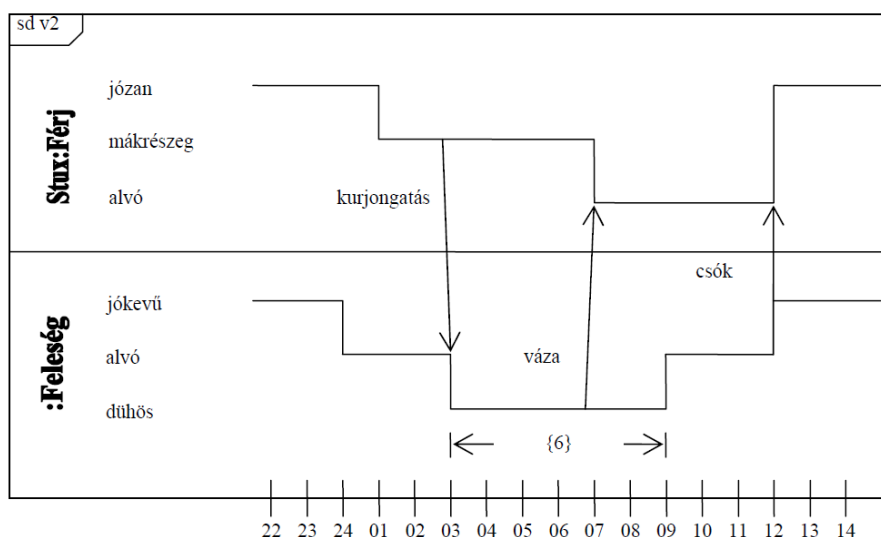 sd v2
Stux:Férj
józan
mákrészeg
alvó
kurjongatás
csók
:Feleség
jókevű
alvó
váza
dühös
{6}
22 23 24 01 02 03 04 05 06 07 08 09 10 11 12 13 14